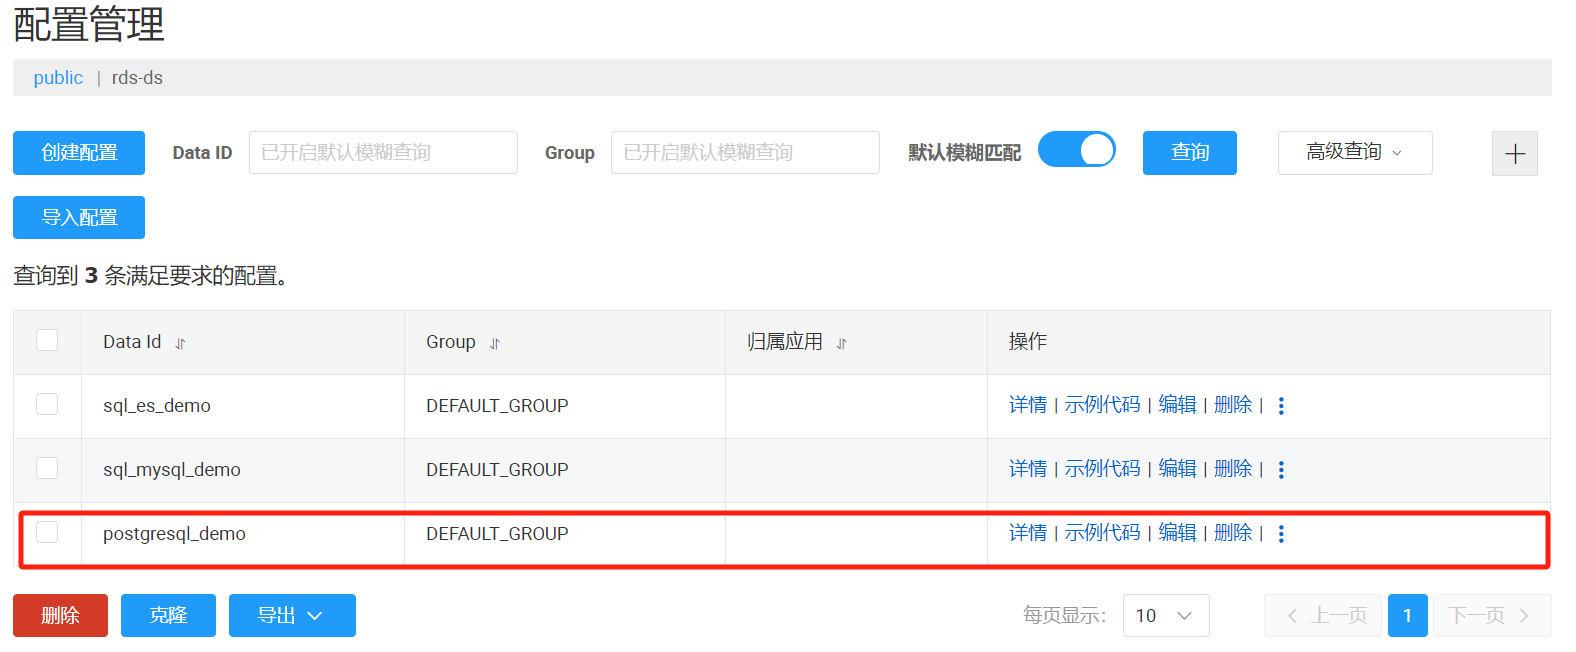 配置管理
public | rds-ds
创建配置 Data ID 已开启默认模糊查询 Group 已开启默认模糊查询 默认模糊匹配 查询 高级查询
导入配置
查询到 3 条满足要求的配置。
Data Id Group 归属应用 操作
sql_es_demo DEFAULT_GROUP 详情 | 示例代码 | 编辑 | 删除 |
sql_mysql_demo DEFAULT_GROUP 详情 | 示例代码 | 编辑 | 删除 |
postgresql_demo DEFAULT_GROUP 详情 | 示例代码 | 编辑 | 删除 |
删除 克隆 导出 每页显示: 10 上一页 1 下一页